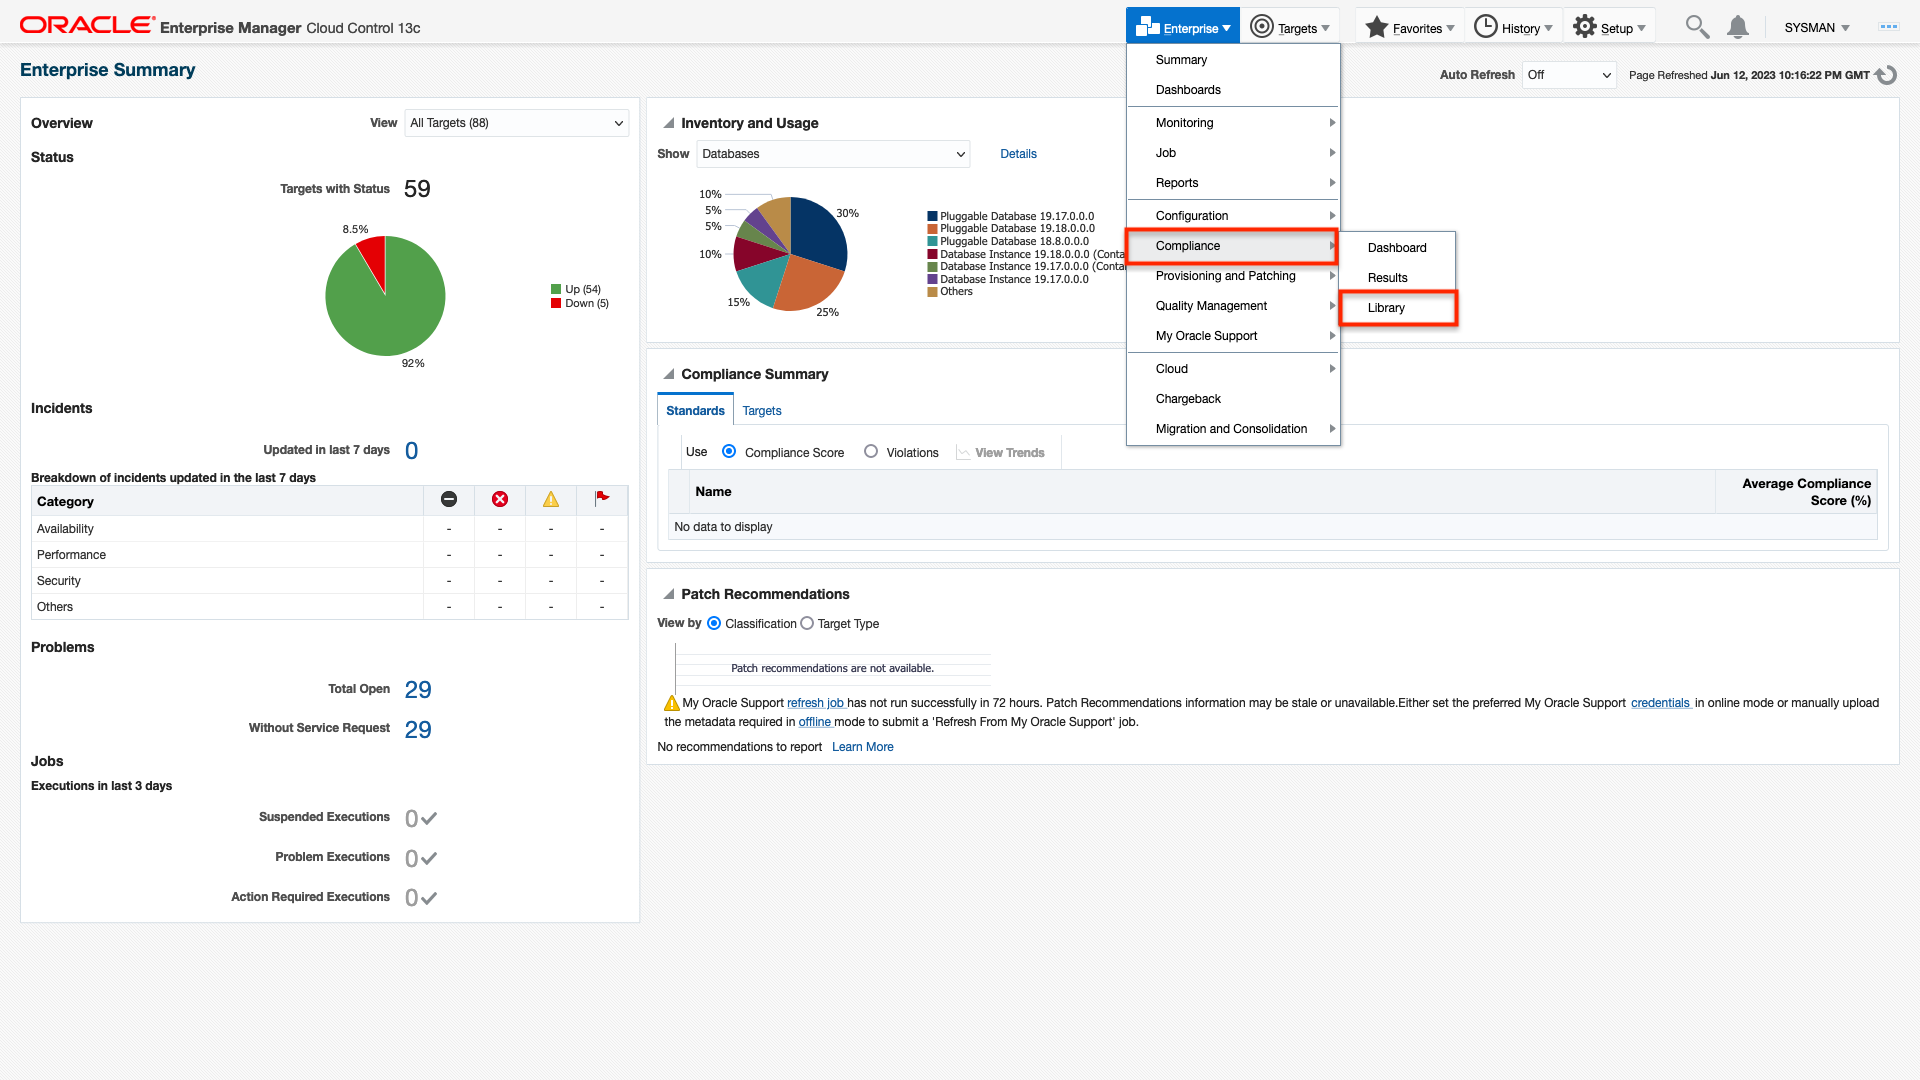 ORACLE Enterprise Manager Cloud Control 13c
Enterprise
Targets
Favorites
History
Setup
SYSMAN
Enterprise Summary
Auto Refresh
Off
Page Refreshed Jun 12, 2023 10:16:22 PM GMT
Summary
Dashboards
Monitoring
Job
Reports
Configuration
Compliance
Provisioning and Patching
Quality Management
My Oracle Support
Cloud
Chargeback
Migration and Consolidation
Dashboard
Results
Library
Overview
View
All Targets (88)
Status
Targets with Status 59
8.5%
92%
Up (54)
Down (5)
Incidents
Updated in last 7 days 0
Breakdown of incidents updated in the last 7 days
Category
Availability - - - -
Performance - - - -
Security - - - -
Others - - - -
Problems
Total Open 29
Without Service Request 29
Jobs
Executions in last 3 days
Suspended Executions 0
Problem Executions 0
Action Required Executions 0
Inventory and Usage
Show Databases Details
10%
5%
5%
10%
15%
25%
30%
Pluggable Database 19.17.0.0.0
Pluggable Database 19.18.0.0.0
Pluggable Database 18.8.0.0.0
Database Instance 19.18.0.0.0 (Conta
Database Instance 19.17.0.0.0 (Contai
Database Instance 19.17.0.0.0
Others
Compliance Summary
Standards Targets
Use Compliance Score Violations View Trends
Name
Average Compliance
Score (%)
No data to display
Patch Recommendations
View by Classification Target Type
Patch recommendations are not available.
My Oracle Support refresh job has not run successfully in 72 hours. Patch Recommendations information may be stale or unavailable.Either set the preferred My Oracle Support credentials in online mode or manually upload
the metadata required in offline mode to submit a 'Refresh From My Oracle Support' job.
No recommendations to report Learn More